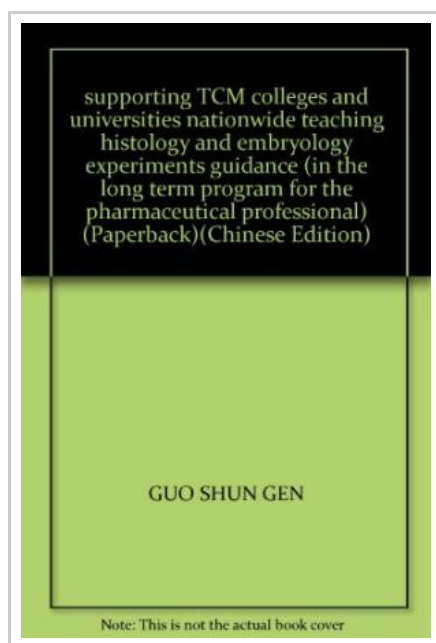 supporting TCM colleges and
universities nationwide teaching
histology and embryology
experiments guidance (in the
long term program for the
pharmaceutical professional)
(Paperback)(Chinese Edition)
GUO SHUN GEN
Note: This is not the actual book cover